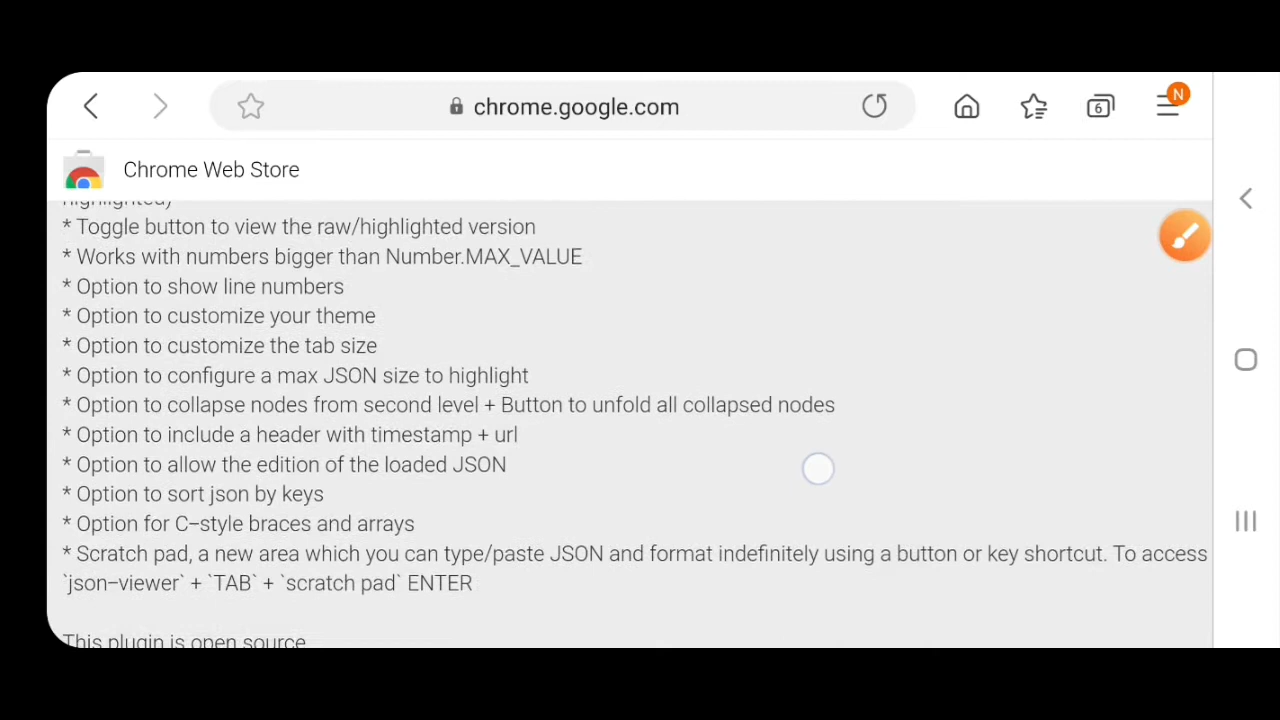 chrome.google.com
6
N
Chrome Web Store
highlighted)
* Toggle button to view the raw/highlighted version
* Works with numbers bigger than Number.MAX_VALUE
* Option to show line numbers
* Option to customize your theme
* Option to customize the tab size
* Option to configure a max JSON size to highlight
* Option to collapse nodes from second level + Button to unfold all collapsed nodes
* Option to include a header with timestamp + url
* Option to allow the edition of the loaded JSON
* Option to sort json by keys
* Option for C-style braces and arrays
* Scratch pad, a new area which you can type/paste JSON and format indefinitely using a button or key shortcut. To access
`json-viewer` + `TAB` + `scratch pad` ENTER
This plugin is open source